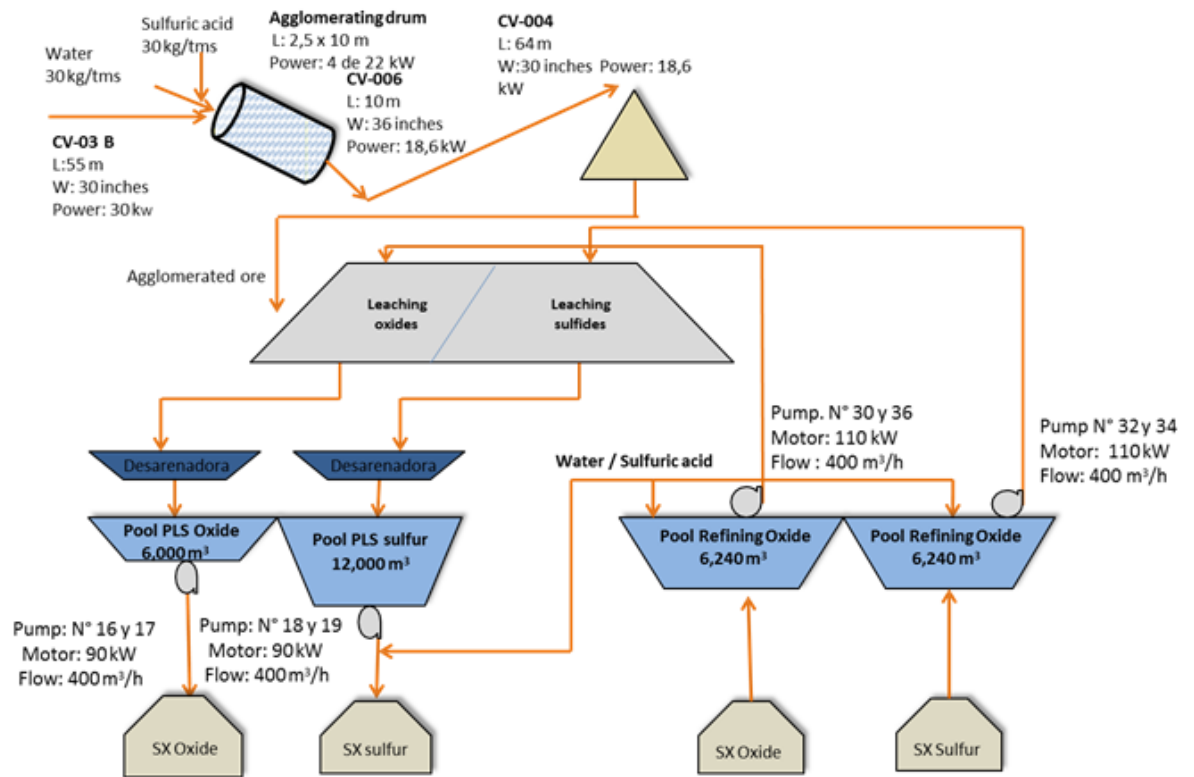 Sulfuric acid
30 kg/tms
Water
30 kg/tms
Agglomerating drum
L: 2,5 x 10 m
Power: 4 de 22 kW
CV-006
L: 10 m
W: 36 inches
Power: 18,6 kW
CV-004
L: 64 m
W:30 inches Power: 18,6
kW
CV-03 B
L:55 m
W: 30 inches
Power: 30 kw
Agglomerated ore
Leaching
oxides
Leaching
sulfides
Desarenadora
Desarenadora
Pool PLS Oxide
6,000 m³
Pool PLS sulfur
12,000 m³
Water / Sulfuric acid
Pump. N° 30 y 36
Motor: 110 kW
Flow : 400 m³/h
Pump N° 32 y 34
Motor: 110 kW
Flow: 400 m³/h
Pool Refining Oxide
6,240 m³
Pool Refining Oxide
6,240 m³
Pump: N° 16 y 17
Motor: 90 kW
Flow: 400 m³/h
Pump: N° 18 y 19
Motor: 90 kW
Flow: 400 m³/h
SX Oxide
SX sulfur
SX Oxide
SX Sulfur